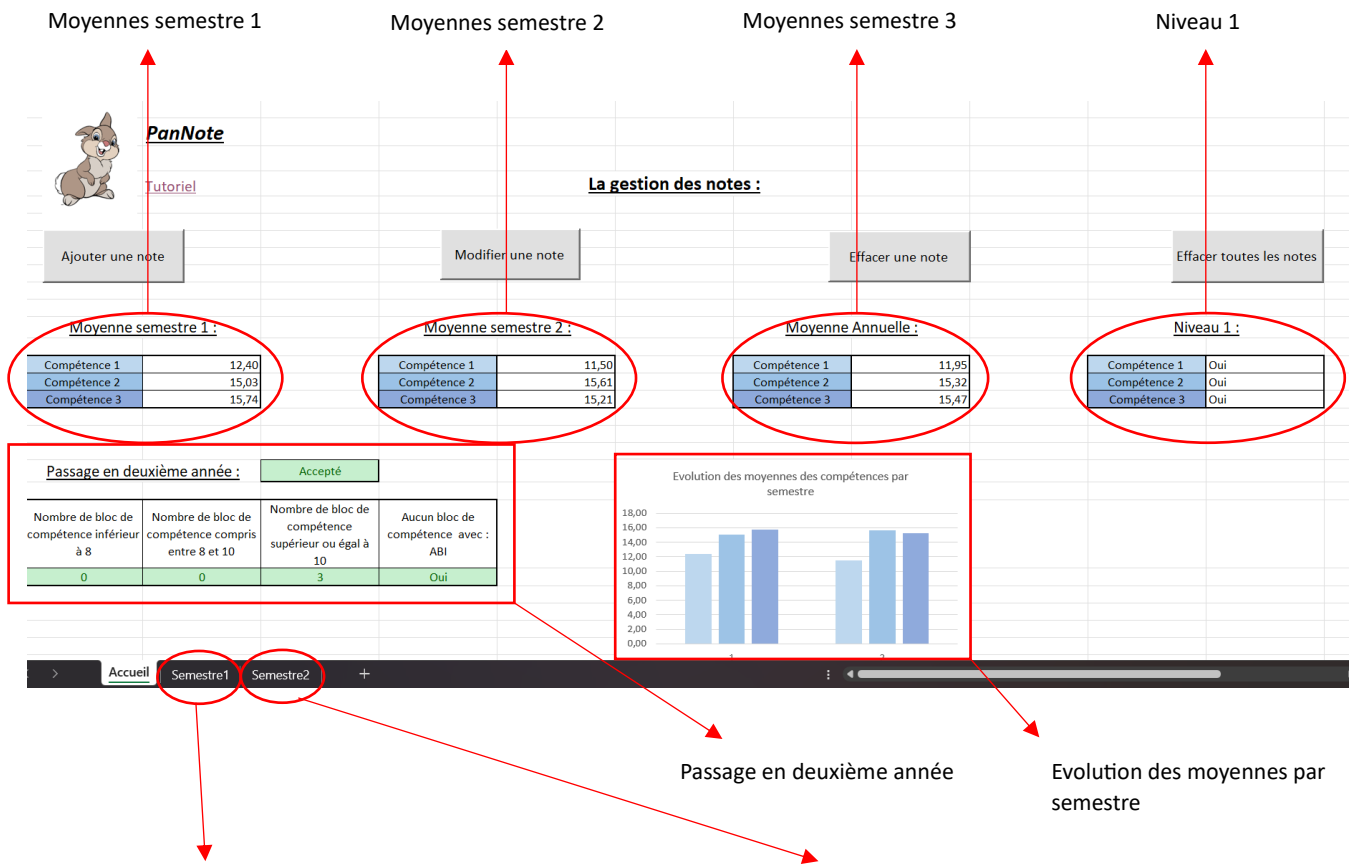 Moyennes semestre 1
Moyennes semestre 2
Moyennes semestre 3
Niveau 1
PanNote
Tutoriel
La gestion des notes :
Ajouter une note
Modifier une note
Effacer une note
Effacer toutes les notes
Moyenne semestre 1 :
Moyenne semestre 2 :
Moyenne Annuelle :
Niveau 1 :
Compétence 1 12,40
Compétence 2 15,03
Compétence 3 15,74
Compétence 1 11,50
Compétence 2 15,61
Compétence 3 15,21
Compétence 1 11,95
Compétence 2 15,32
Compétence 3 15,47
Compétence 1 Oui
Compétence 2 Oui
Compétence 3 Oui
Passage en deuxième année : Accepté
Nombre de bloc de
compétence inférieur
à 8
Nombre de bloc de
compétence compris
entre 8 et 10
Nombre de bloc de
compétence
supérieur ou égal à
10
Aucun bloc de
compétence avec :
ABI
0 0 3 Oui
Evolution des moyennes des compétences par
semestre
18,00
16,00
14,00
12,00
10,00
8,00
6,00
4,00
2,00
0,00
1 2
Accueil Semestre1 Semestre2 +
Passage en deuxième année
Evolution des moyennes par
semestre